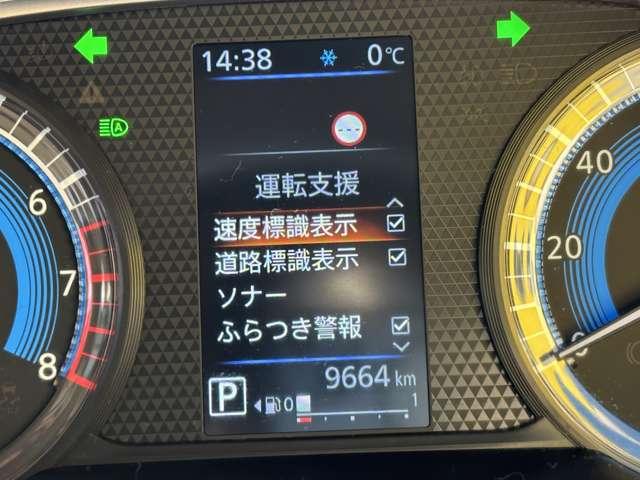 14:38 0℃
運転支援
速度標識表示
道路標識表示
ソナー
ふらつき警報
9664 km
P
0 1
6
7
8
40
20
0